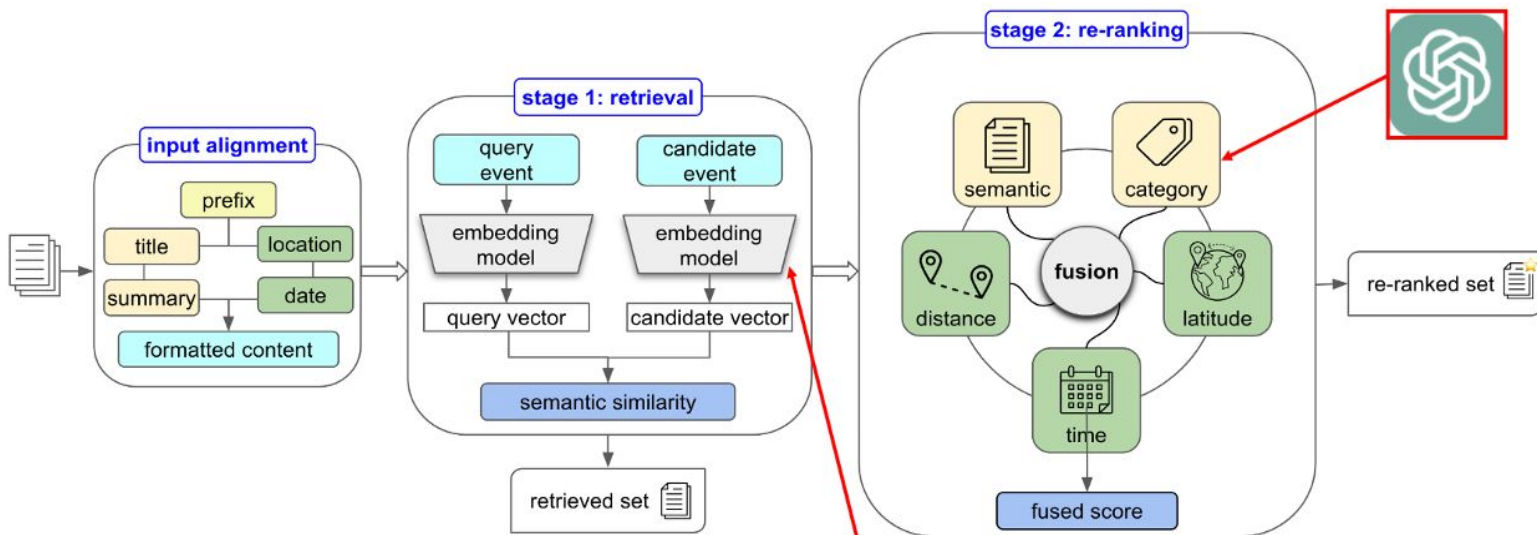 input alignment
prefix
title
location
summary
date
formatted content
stage 1: retrieval
query
event
candidate
event
embedding
model
embedding
model
query vector
candidate vector
semantic similarity
retrieved set
stage 2: re-ranking
semantic
category
distance
fusion
latitude
time
fused score
re-ranked set